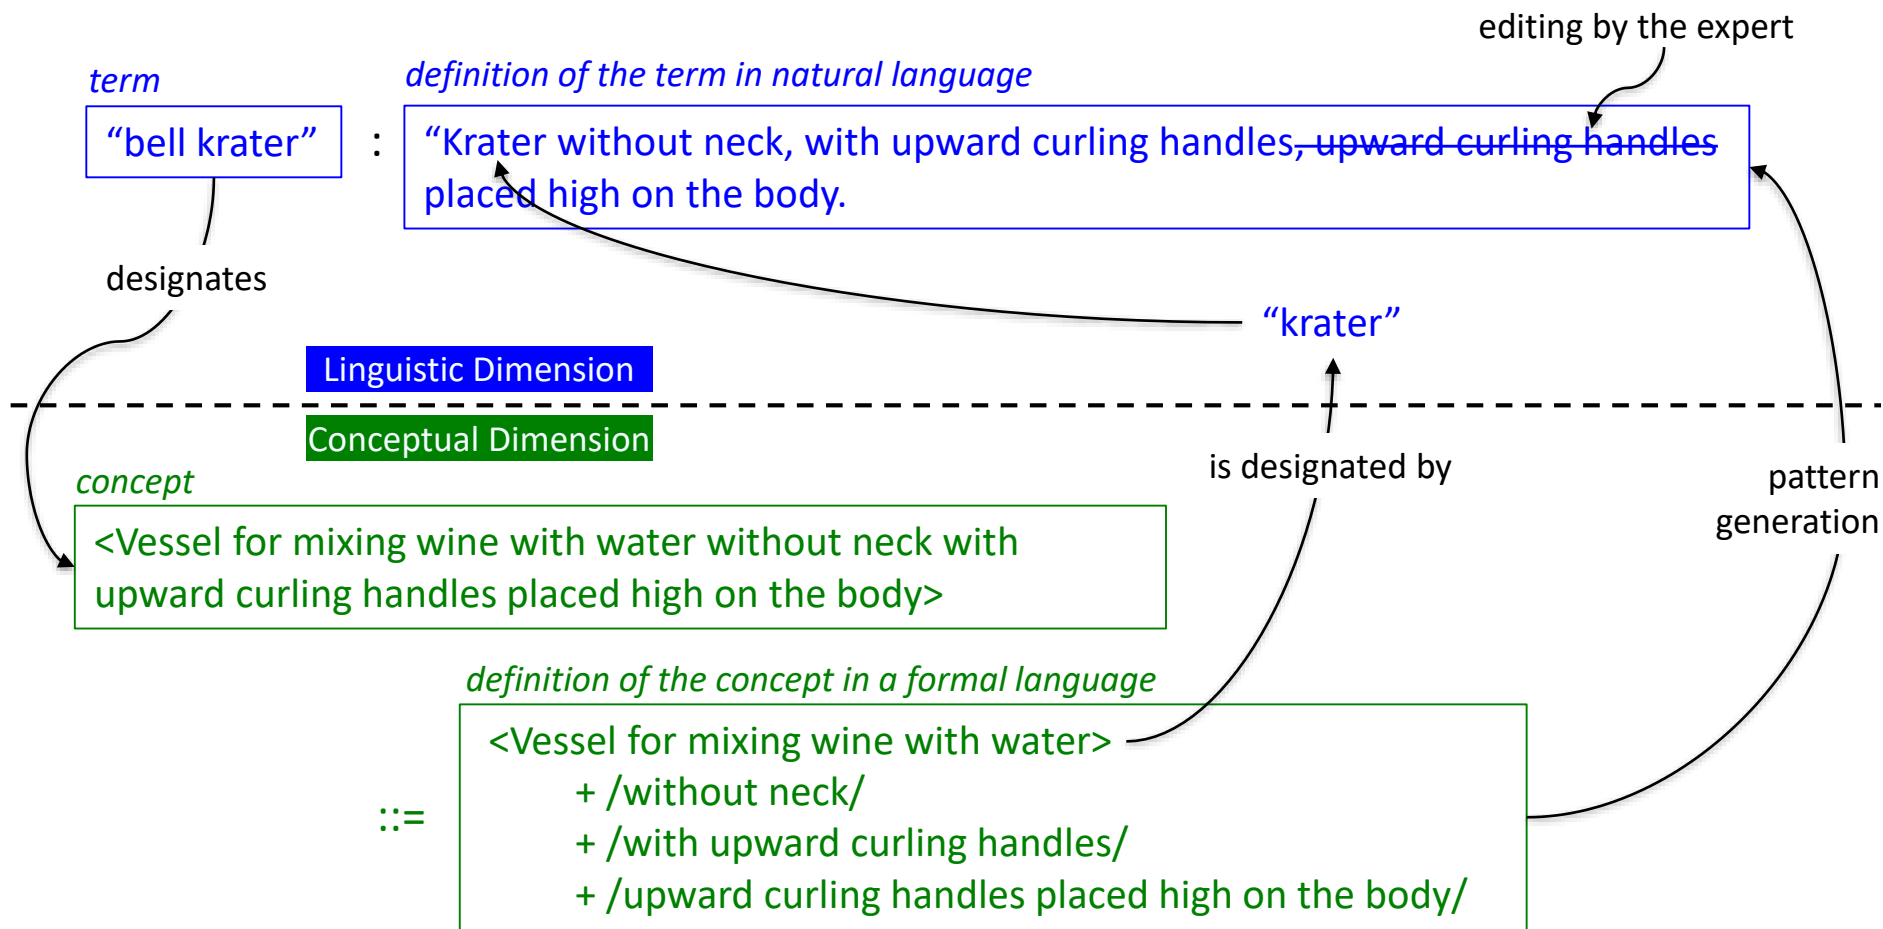 editing by the expert
term
definition of the term in natural language
“bell krater”
:
“Krater without neck, with upward curling handles, upward curling handles
placed high on the body.
designates
“krater”
Linguistic Dimension
Conceptual Dimension
is designated by
pattern
generation
concept
<Vessel for mixing wine with water without neck with
upward curling handles placed high on the body>
definition of the concept in a formal language
<Vessel for mixing wine with water>
+ /without neck/
::=
+ /with upward curling handles/
+ /upward curling handles placed high on the body/